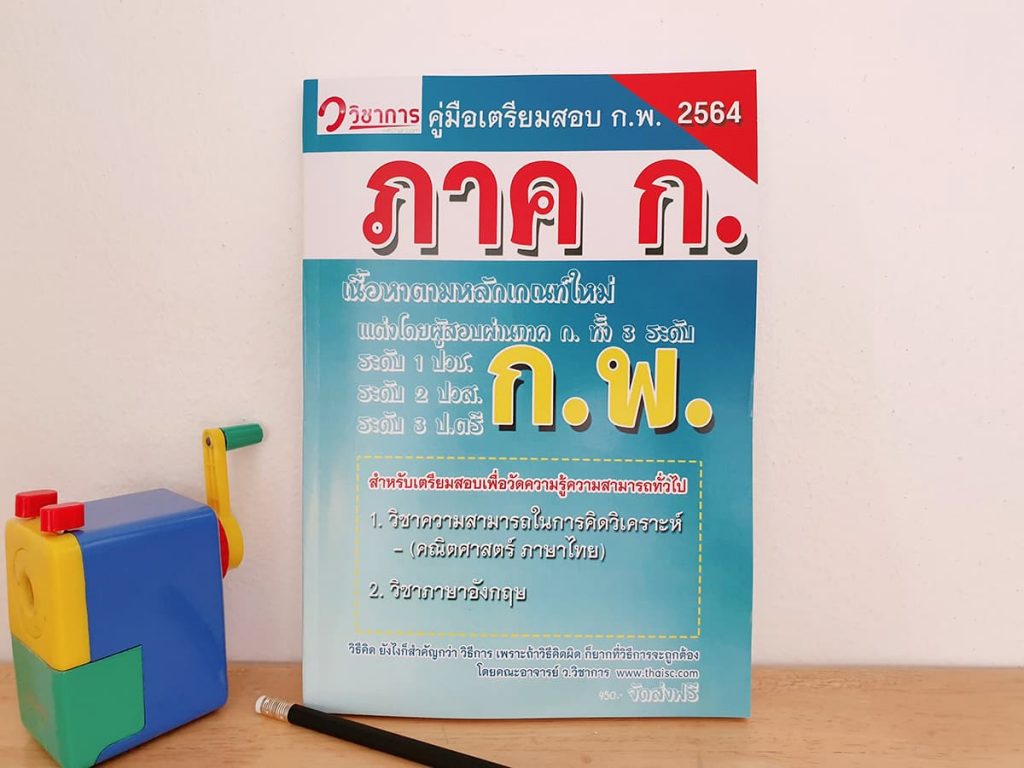 ว วิชาการ คู่มือเตรียมสอบ ก.พ. 2564
ภาค ก.
เนื้อหาตามหลักเกณฑ์ใหม่
แต่งโดยผู้สอบผ่านภาค ก. ทั้ง 3 ระดับ
ระดับ 1 ปวช.
ระดับ 2 ปวส.
ระดับ 3 ป.ตรี
ก.พ.
สำหรับเตรียมสอบเพื่อวัดความรู้ความสามารถทั่วไป
1. วิชาความสามารถในการคิดวิเคราะห์
- (คณิตศาสตร์ ภาษาไทย)
2. วิชาภาษาอังกฤษ
วิธีคิด ยังไงก็สำคัญกว่า วิธีการ เพราะถ้าวิธีคิดผิด ก็ยากที่วิธีการจะถูกต้อง
โดยคณะอาจารย์ ว.วิชาการ www.thaisc.com
จัดส่งฟรี